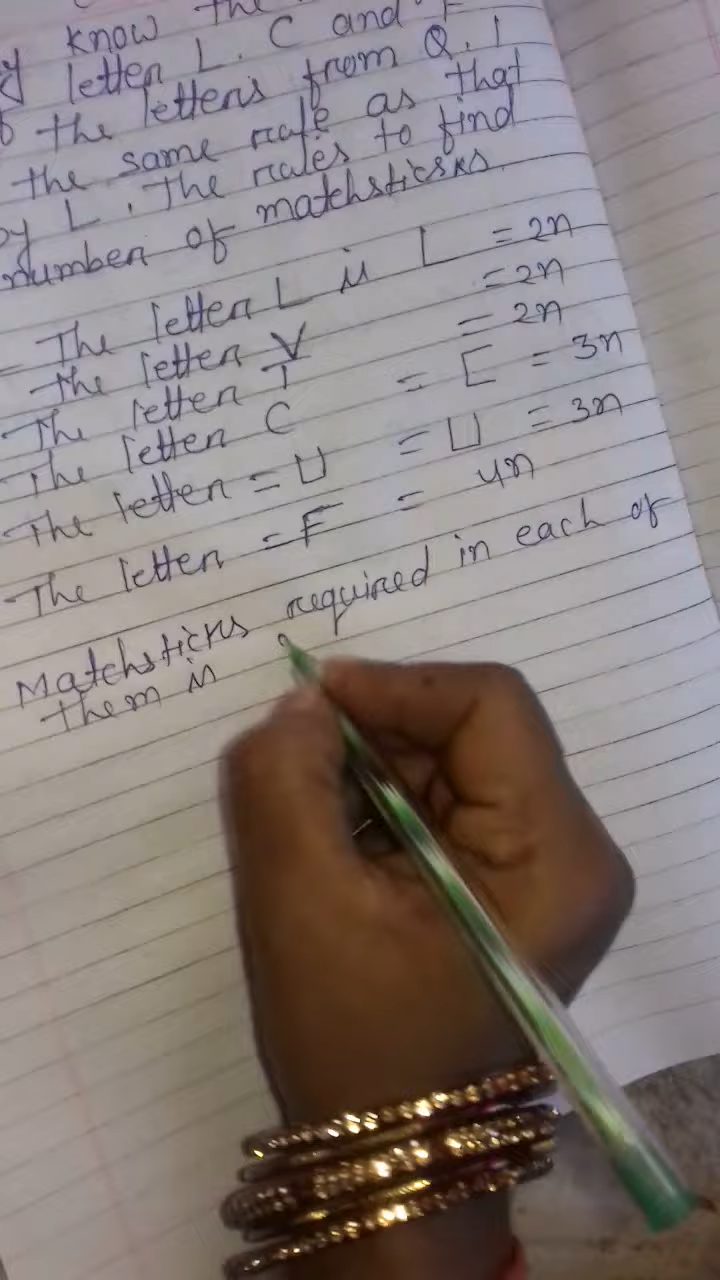 know the
letter L. C and F
the letters from Q. 1
the same rule as that
by L. The rules to find
number of matchsticks
= The letter L is L = 2n
The letter V = 2n
The letter T = 2n
The letter C = C = 3n
The letter = U = U = 3n
The letter = F = 4n
Matchsticks required in each of
them is